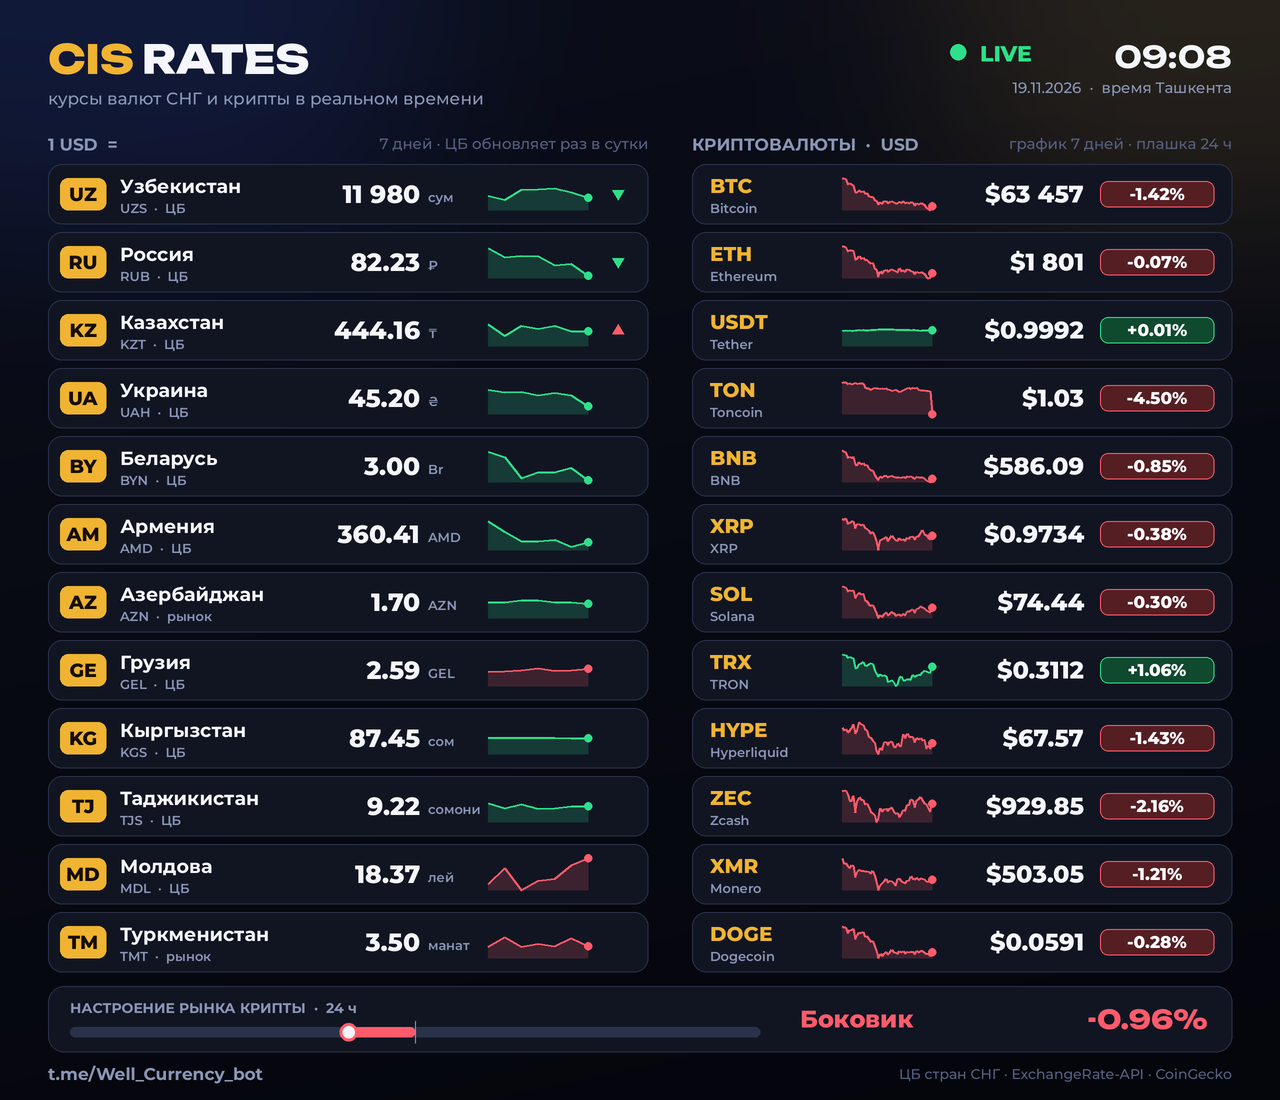 CIS RATES
курсы валют СНГ и крипты в реальном времени
LIVE 09:08
19.11.2026 · время Ташкента
1 USD =
7 дней · ЦБ обновляет раз в сутки
UZ Узбекистан 11 980 сум
UZS · ЦБ
RU Россия 82.23 ₽
RUB · ЦБ
KZ Казахстан 444.16 ₸
KZT · ЦБ
UA Украина 45.20 ₴
UAH · ЦБ
BY Беларусь 3.00 Br
BYN · ЦБ
AM Армения 360.41 AMD
AMD · ЦБ
AZ Азербайджан 1.70 AZN
AZN · рынок
GE Грузия 2.59 GEL
GEL · ЦБ
KG Кыргызстан 87.45 сом
KGS · ЦБ
TJ Таджикистан 9.22 сомони
TJS · ЦБ
MD Молдова 18.37 лей
MDL · ЦБ
TM Туркменистан 3.50 манат
TMT · рынок
КРИПТОВАЛЮТЫ · USD
график 7 дней · плашка 24 ч
BTC $63 457 -1.42%
Bitcoin
ETH $1 801 -0.07%
Ethereum
USDT $0.9992 +0.01%
Tether
TON $1.03 -4.50%
Toncoin
BNB $586.09 -0.85%
BNB
XRP $0.9734 -0.38%
XRP
SOL $74.44 -0.30%
Solana
TRX $0.3112 +1.06%
TRON
HYPE $67.57 -1.43%
Hyperliquid
ZEC $929.85 -2.16%
Zcash
XMR $503.05 -1.21%
Monero
DOGE $0.0591 -0.28%
Dogecoin
НАСТРОЕНИЕ РЫНКА КРИПТЫ · 24 ч
Боковик -0.96%
t.me/Well_Currency_bot
ЦБ стран СНГ · ExchangeRate-API · CoinGecko